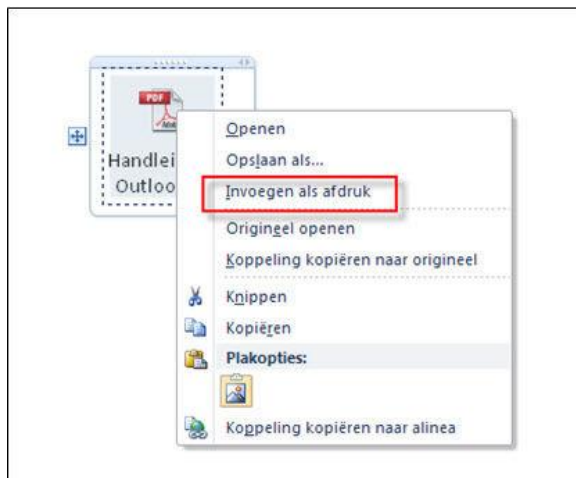 PDF
Adob
Handlei
Outloo
Openen
Opslaan als...
Invoegen als afdruk
Origineel openen
Koppeling kopiëren naar origineel
Knippen
Kopiëren
Plakopties:
Koppeling kopiëren naar alinea